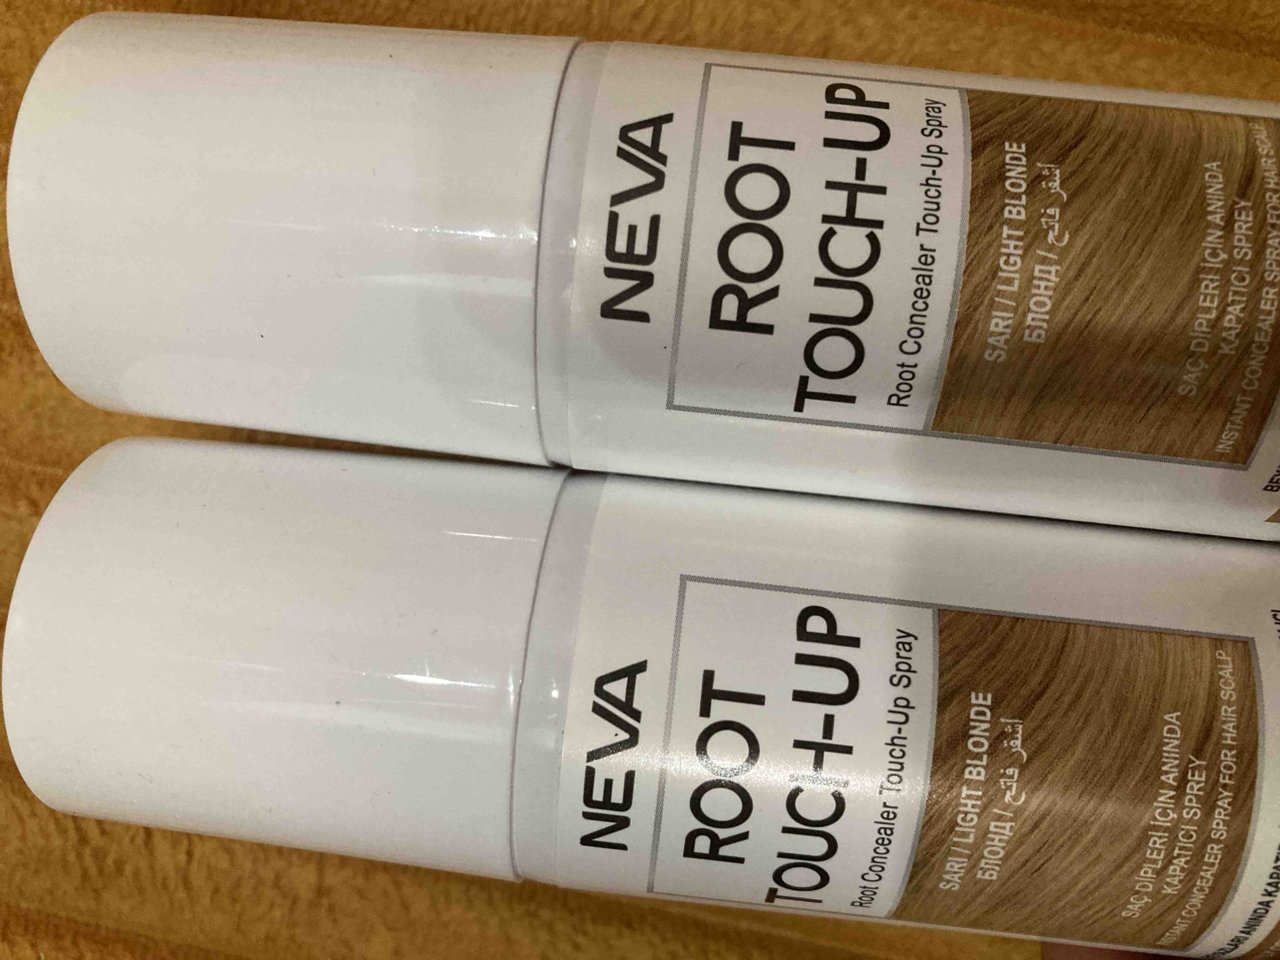 NEVA
ROOT
TOUCH-UP
Root Concealer Touch-Up Spray
SARI / LIGHT BLONDE
БЛОНД / أشقر فاتح
SAÇ DİPLERİ İÇİN ANINDA
KAPATICI SPREY
INSTANT CONCEALER SPRAY FOR HAIR SCALP
NEVA
ROOT
TOUCH-UP
Root Concealer Touch-Up Spray
SARI / LIGHT BLONDE
БЛОНД / أشقر فاتح
SAÇ DİPLERİ İÇİN ANINDA
KAPATICI SPREY
INSTANT CONCEALER SPRAY FOR HAIR SCALP
ANINDA